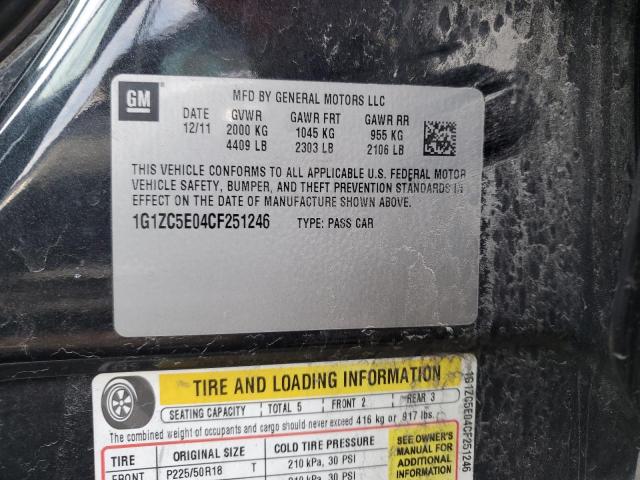 GM
MFD BY GENERAL MOTORS LLC
DATE GVWR GAWR FRT GAWR RR
12/11 2000 KG 1045 KG 955 KG
4409 LB 2303 LB 2106 LB
THIS VEHICLE CONFORMS TO ALL APPLICABLE U.S. FEDERAL MOTOR
VEHICLE SAFETY, BUMPER, AND THEFT PREVENTION STANDARDS IN
EFFECT ON THE DATE OF MANUFACTURE SHOWN ABOVE.
1G1ZC5E04CF251246 TYPE: PASS CAR
TIRE AND LOADING INFORMATION
SEATING CAPACITY TOTAL 5 FRONT 2 REAR 3
The combined weight of occupants and cargo should never exceed 416 kg or 917 lbs.
TIRE ORIGINAL SIZE COLD TIRE PRESSURE
FRONT P225/50R18 T 210 kPa, 30 PSI
210 kPa, 30 PSI
SEE OWNER'S
MANUAL FOR
ADDITIONAL
INFORMATION
1G1ZC5E04CF251246